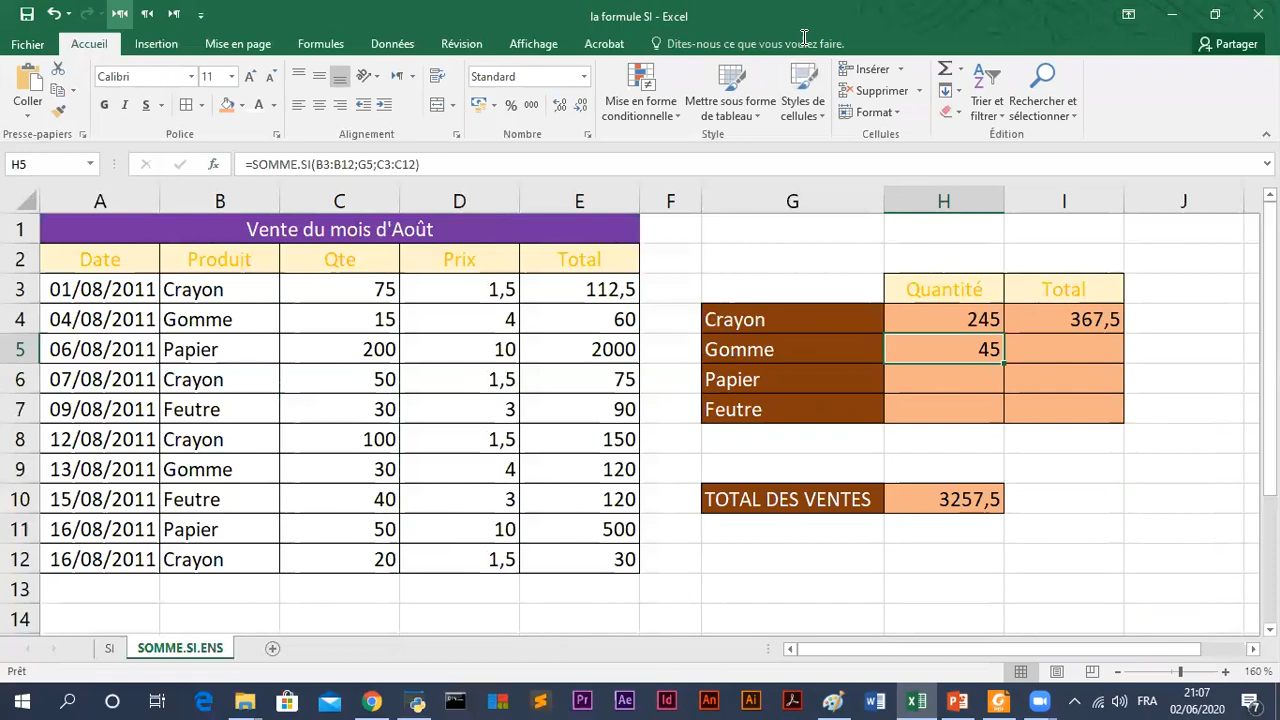 la formule SI - Excel
Fichier Accueil Insertion Mise en page Formules Données Révision Affichage Acrobat Dites-nous ce que vous voulez faire. Partager
Coller
Calibri 11
G I S
Standard
% 000
Mise en forme conditionnelle
Mettre sous forme de tableau
Styles de cellules
Insérer
Supprimer
Format
Trier et filtrer
Rechercher et sélectionner
Presse-papiers Police Alignement Nombre Style Cellules Édition
H5 fx =SOMME.SI(B3:B12;G5;C3:C12)
A B C D E F G H I J
1 Vente du mois d'Août
2 Date Produit Qte Prix Total
3 01/08/2011 Crayon 75 1,5 112,5 Quantité Total
4 04/08/2011 Gomme 15 4 60 Crayon 245 367,5
5 06/08/2011 Papier 200 10 2000 Gomme 45
6 07/08/2011 Crayon 50 1,5 75 Papier
7 09/08/2011 Feutre 30 3 90 Feutre
8 12/08/2011 Crayon 100 1,5 150
9 13/08/2011 Gomme 30 4 120
10 15/08/2011 Feutre 40 3 120 TOTAL DES VENTES 3257,5
11 16/08/2011 Papier 50 10 500
12 16/08/2011 Crayon 20 1,5 30
13
14
SI SOMME.SI.ENS
Prêt 160 %
Pr Ae Id An Ai FRA 21:07
02/06/2020